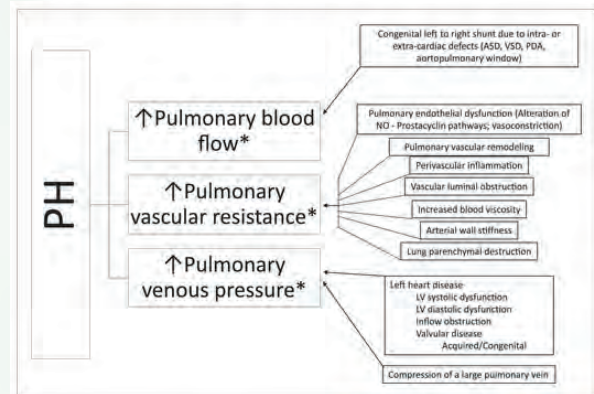 PH
↑Pulmonary blood
flow*
↑Pulmonary
vascular resistance*
↑Pulmonary
venous pressure*
Congenital left to right shunt due to intra- or
extra-cardiac defects (ASD, VSD, PDA,
aortopulmonary window)
Pulmonary endothelial dysfunction (Alteration of
NO - Prostacyclin pathways; vasoconstriction)
Pulmonary vascular remodeling
Perivascular inflammation
Vascular luminal obstruction
Increased blood viscosity
Arterial wall stiffness
Lung parenchymal destruction
Left heart disease
LV systolic dysfunction
LV diastolic dysfunction
Inflow obstruction
Valvular disease
Acquired/Congenital
Compression of a large pulmonary vein